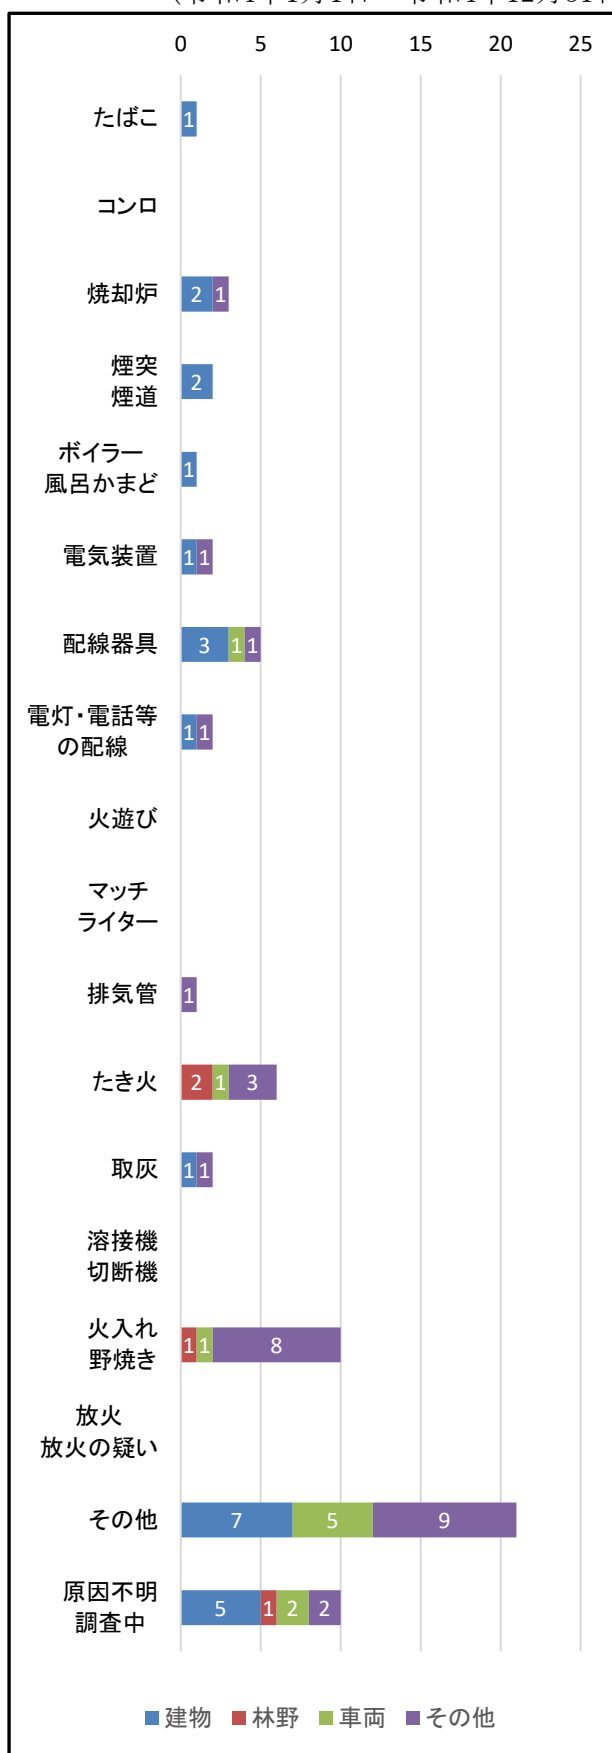 0 5 10 15 20 25
たばこ 1
コンロ
焼却炉 2 1
煙突
煙道 2
ボイラー
風呂かまど 1
電気装置 1 1
配線器具 3 1 1
電灯・電話等
の配線 1 1
火遊び
マッチ
ライター
排気管 1
たき火 2 1 3
取灰 1 1
溶接機
切断機
火入れ
野焼き 1 1 8
放火
放火の疑い
その他 7 5 9
原因不明
調査中 5 1 2 2
建物 林野 車両 その他